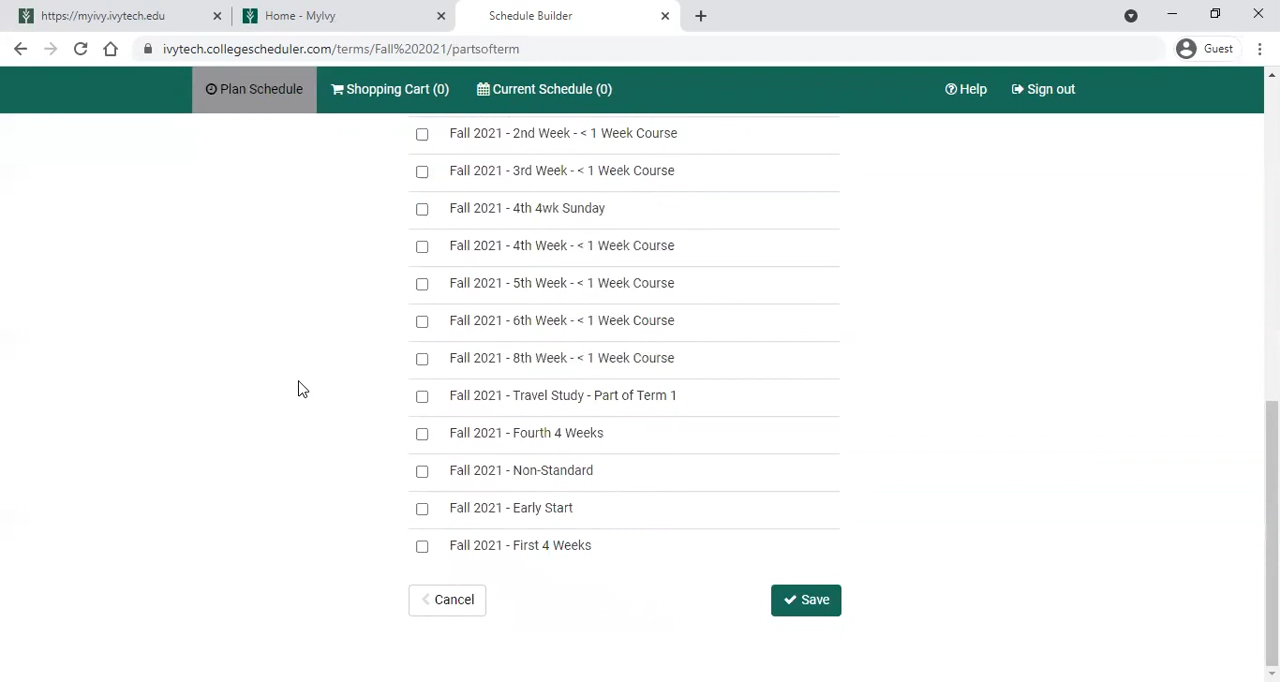 https://myivy.ivytech.edu
Home - MyIvy
Schedule Builder
ivytech.collegescheduler.com/terms/Fall%202021/partsofterm
Guest
Plan Schedule
Shopping Cart (0)
Current Schedule (0)
Help
Sign out
Fall 2021 - 2nd Week - < 1 Week Course
Fall 2021 - 3rd Week - < 1 Week Course
Fall 2021 - 4th 4wk Sunday
Fall 2021 - 4th Week - < 1 Week Course
Fall 2021 - 5th Week - < 1 Week Course
Fall 2021 - 6th Week - < 1 Week Course
Fall 2021 - 8th Week - < 1 Week Course
Fall 2021 - Travel Study - Part of Term 1
Fall 2021 - Fourth 4 Weeks
Fall 2021 - Non-Standard
Fall 2021 - Early Start
Fall 2021 - First 4 Weeks
Cancel
Save